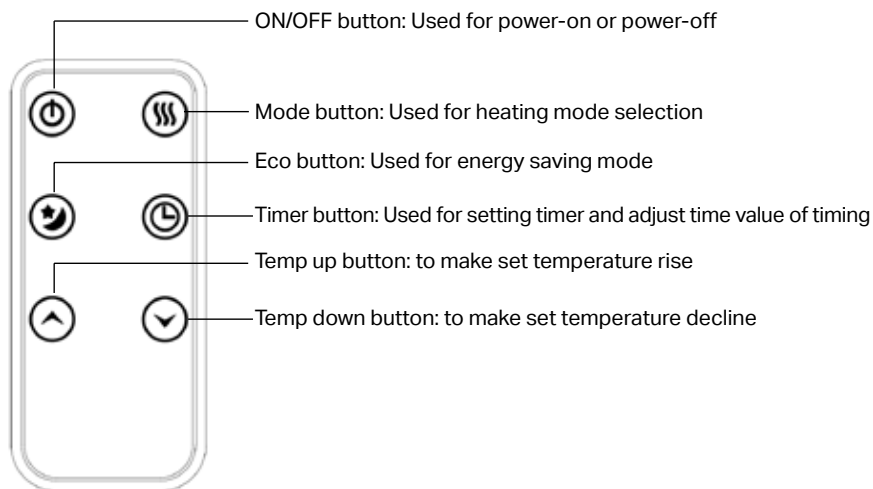 ON/OFF button: Used for power-on or power-off
Mode button: Used for heating mode selection
Eco button: Used for energy saving mode
Timer button: Used for setting timer and adjust time value of timing
Temp up button: to make set temperature rise
Temp down button: to make set temperature decline